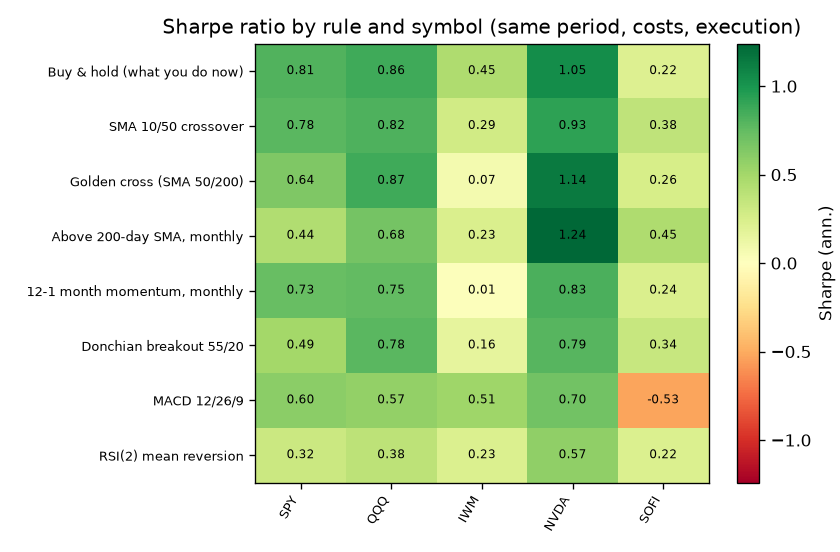 Sharpe ratio by rule and symbol (same period, costs, execution)
Buy & hold (what you do now) 0.81 0.86 0.45 1.05 0.22
SMA 10/50 crossover 0.78 0.82 0.29 0.93 0.38
Golden cross (SMA 50/200) 0.64 0.87 0.07 1.14 0.26
Above 200-day SMA, monthly 0.44 0.68 0.23 1.24 0.45
12-1 month momentum, monthly 0.73 0.75 0.01 0.83 0.24
Donchian breakout 55/20 0.49 0.78 0.16 0.79 0.34
MACD 12/26/9 0.60 0.57 0.51 0.70 -0.53
RSI(2) mean reversion 0.32 0.38 0.23 0.57 0.22
SPY QQQ IWM NVDA SOFI
1.0
0.5
0.0
−0.5
−1.0
Sharpe (ann.)